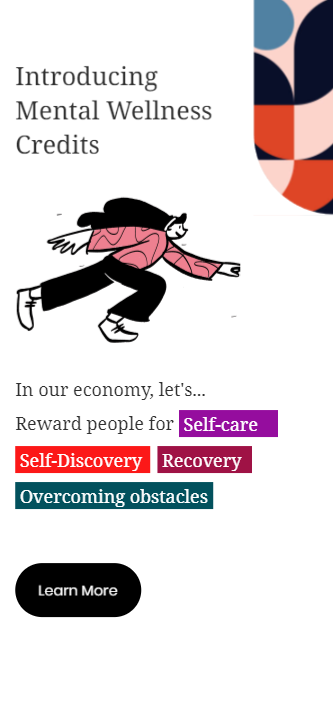 Introducing
Mental Wellness
Credits
In our economy, let's...
Reward people for Self-care
Self-Discovery Recovery
Overcoming obstacles
Learn More